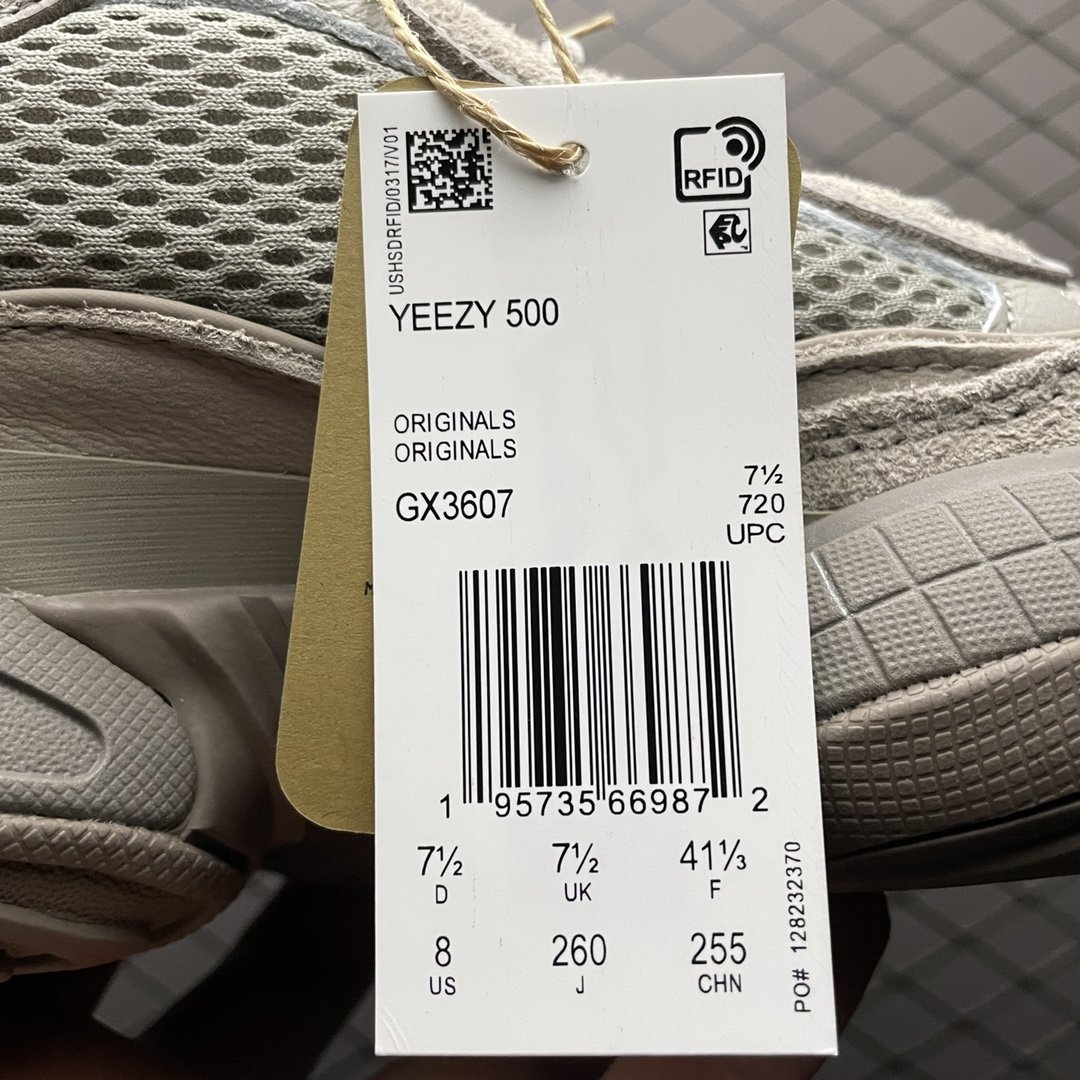 USHSDRFID/0317/V01
RFID
YEEZY 500
ORIGINALS
ORIGINALS
GX3607
7½
720
UPC
1 95735 66987 2
7½ 7½ 41⅓
D UK F
8 260 255
US J CHN
PO# 128232370